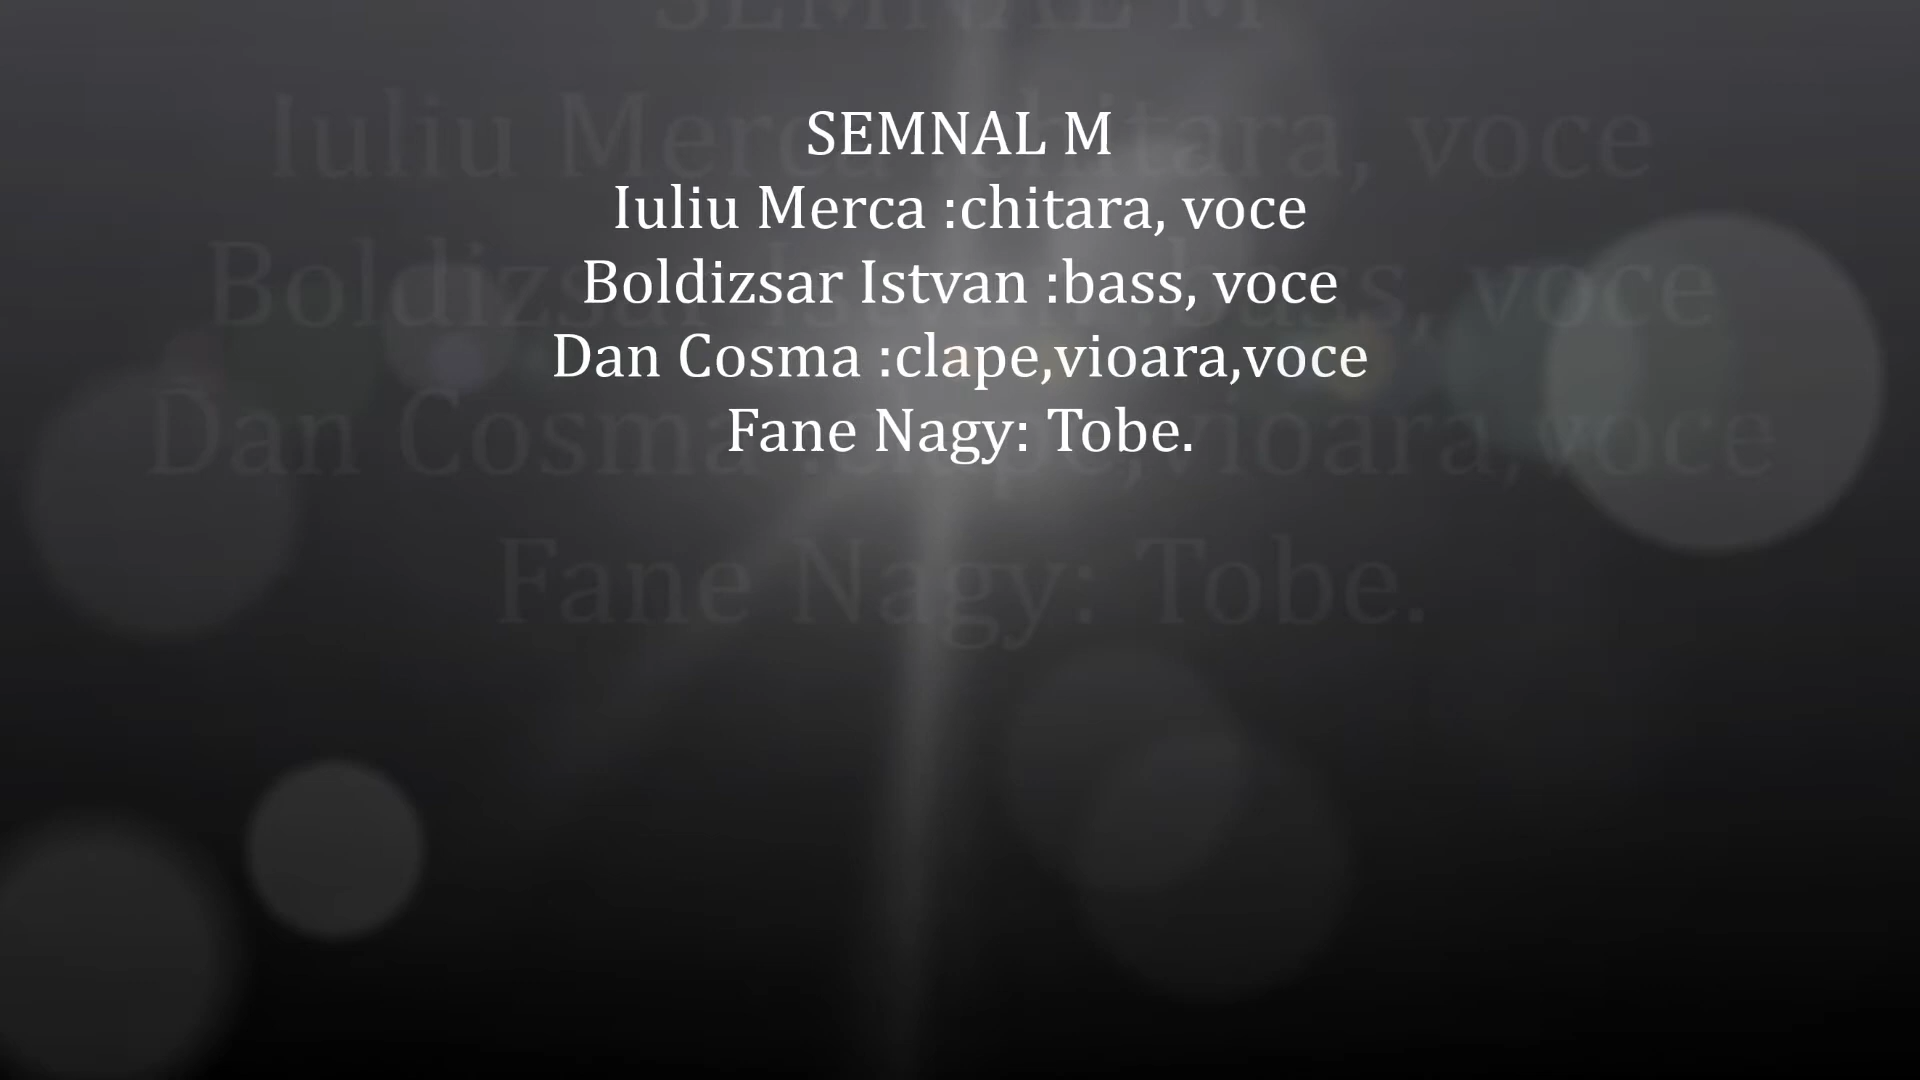 SEMNAL M
Iuliu Merca :chitara, voce
Boldizsar Istvan :bass, voce
Dan Cosma :clape,vioara,voce
Fane Nagy: Tobe.